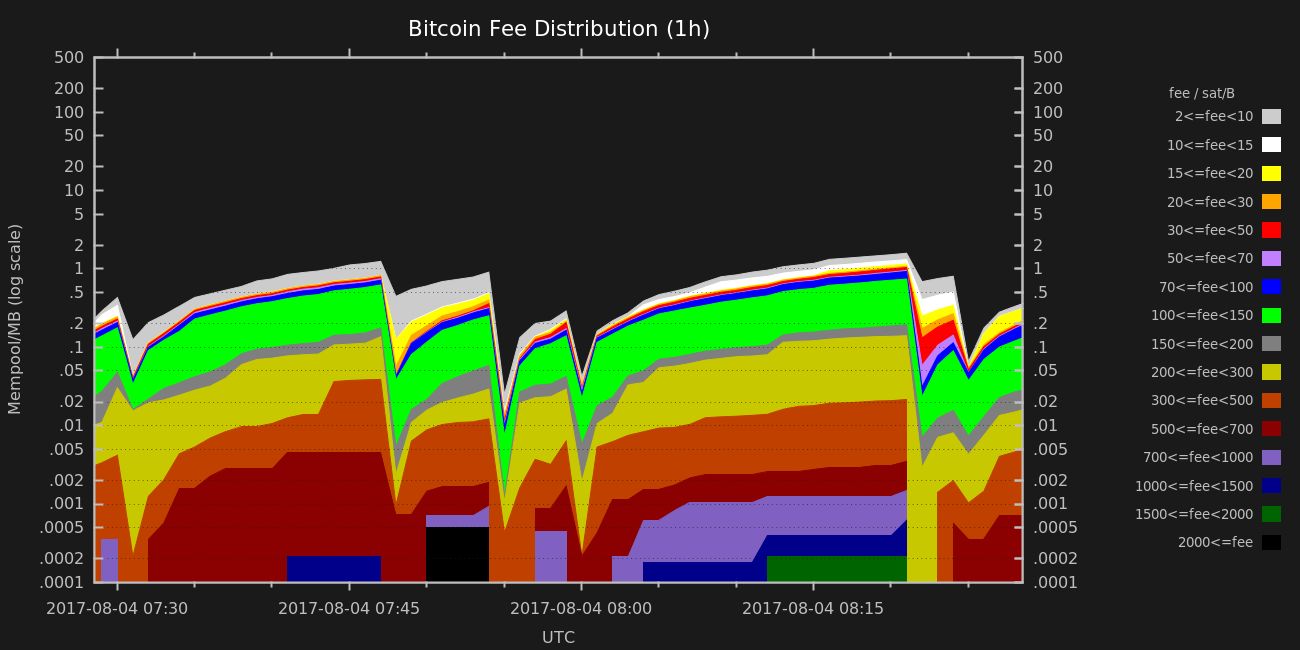 Bitcoin Fee Distribution (1h)
Mempool/MB (log scale)
500
200
100
50
20
10
5
2
1
.5
.2
.1
.05
.02
.01
.005
.002
.001
.0005
.0002
.0001
500
200
100
50
20
10
5
2
1
.5
.2
.1
.05
.02
.01
.005
.002
.001
.0005
.0002
.0001
2017-08-04 07:30
2017-08-04 07:45
2017-08-04 08:00
2017-08-04 08:15
UTC
fee / sat/B
2<=fee<10
10<=fee<15
15<=fee<20
20<=fee<30
30<=fee<50
50<=fee<70
70<=fee<100
100<=fee<150
150<=fee<200
200<=fee<300
300<=fee<500
500<=fee<700
700<=fee<1000
1000<=fee<1500
1500<=fee<2000
2000<=fee